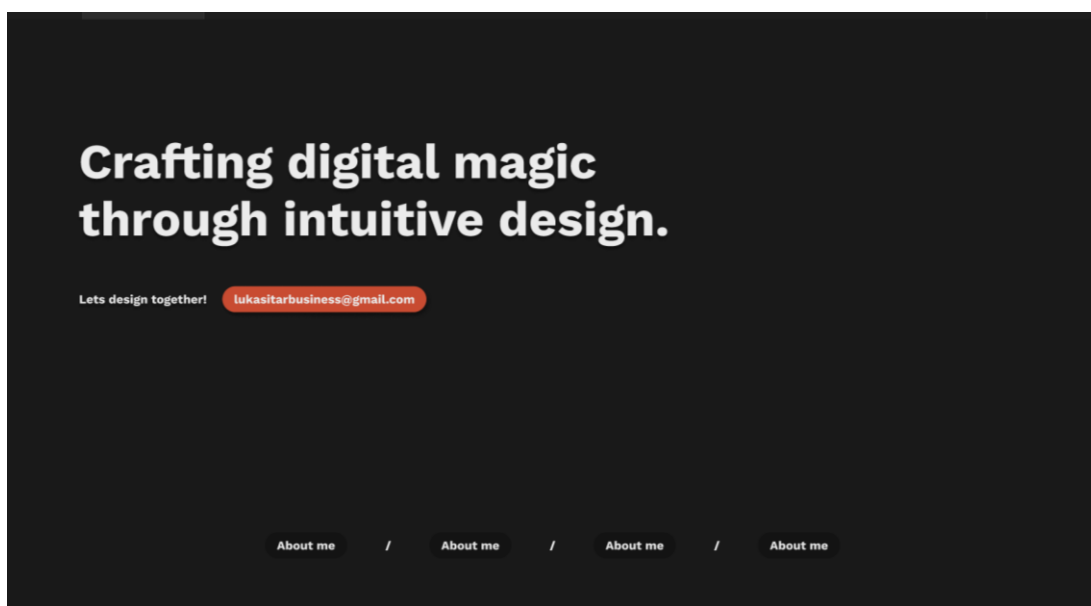 Crafting digital magic
through intuitive design.
Lets design together! lukasitarbusiness@gmail.com
About me / About me / About me / About me